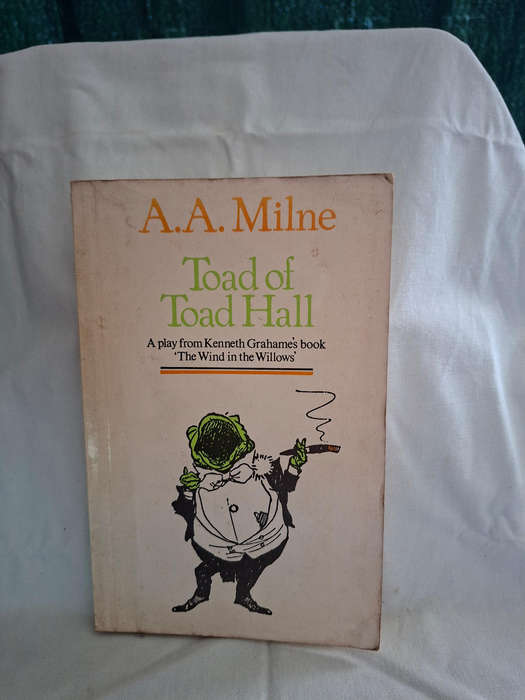 A.A. Milne
Toad of
Toad Hall
A play from Kenneth Grahame's book
'The Wind in the Willows'